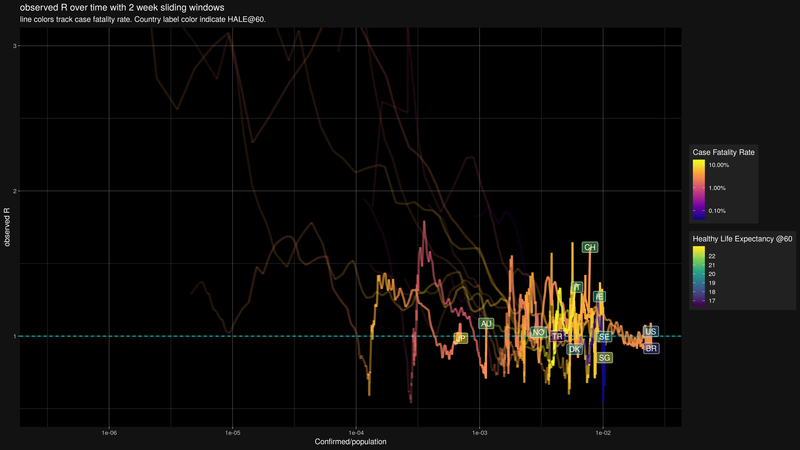 observed R over time with 2 week sliding windows
line colors track case fatality rate. Country label color indicate HALE@60.
3
2
1
observed R
CH
IT
IE
AU
NO
JP
TR
SE
US
DK
BR
SG
1e-06
1e-05
1e-04
1e-03
1e-02
Confirmed/population
Case Fatality Rate
10.00%
1.00%
0.10%
Healthy Life Expectancy @60
22
21
20
19
18
17